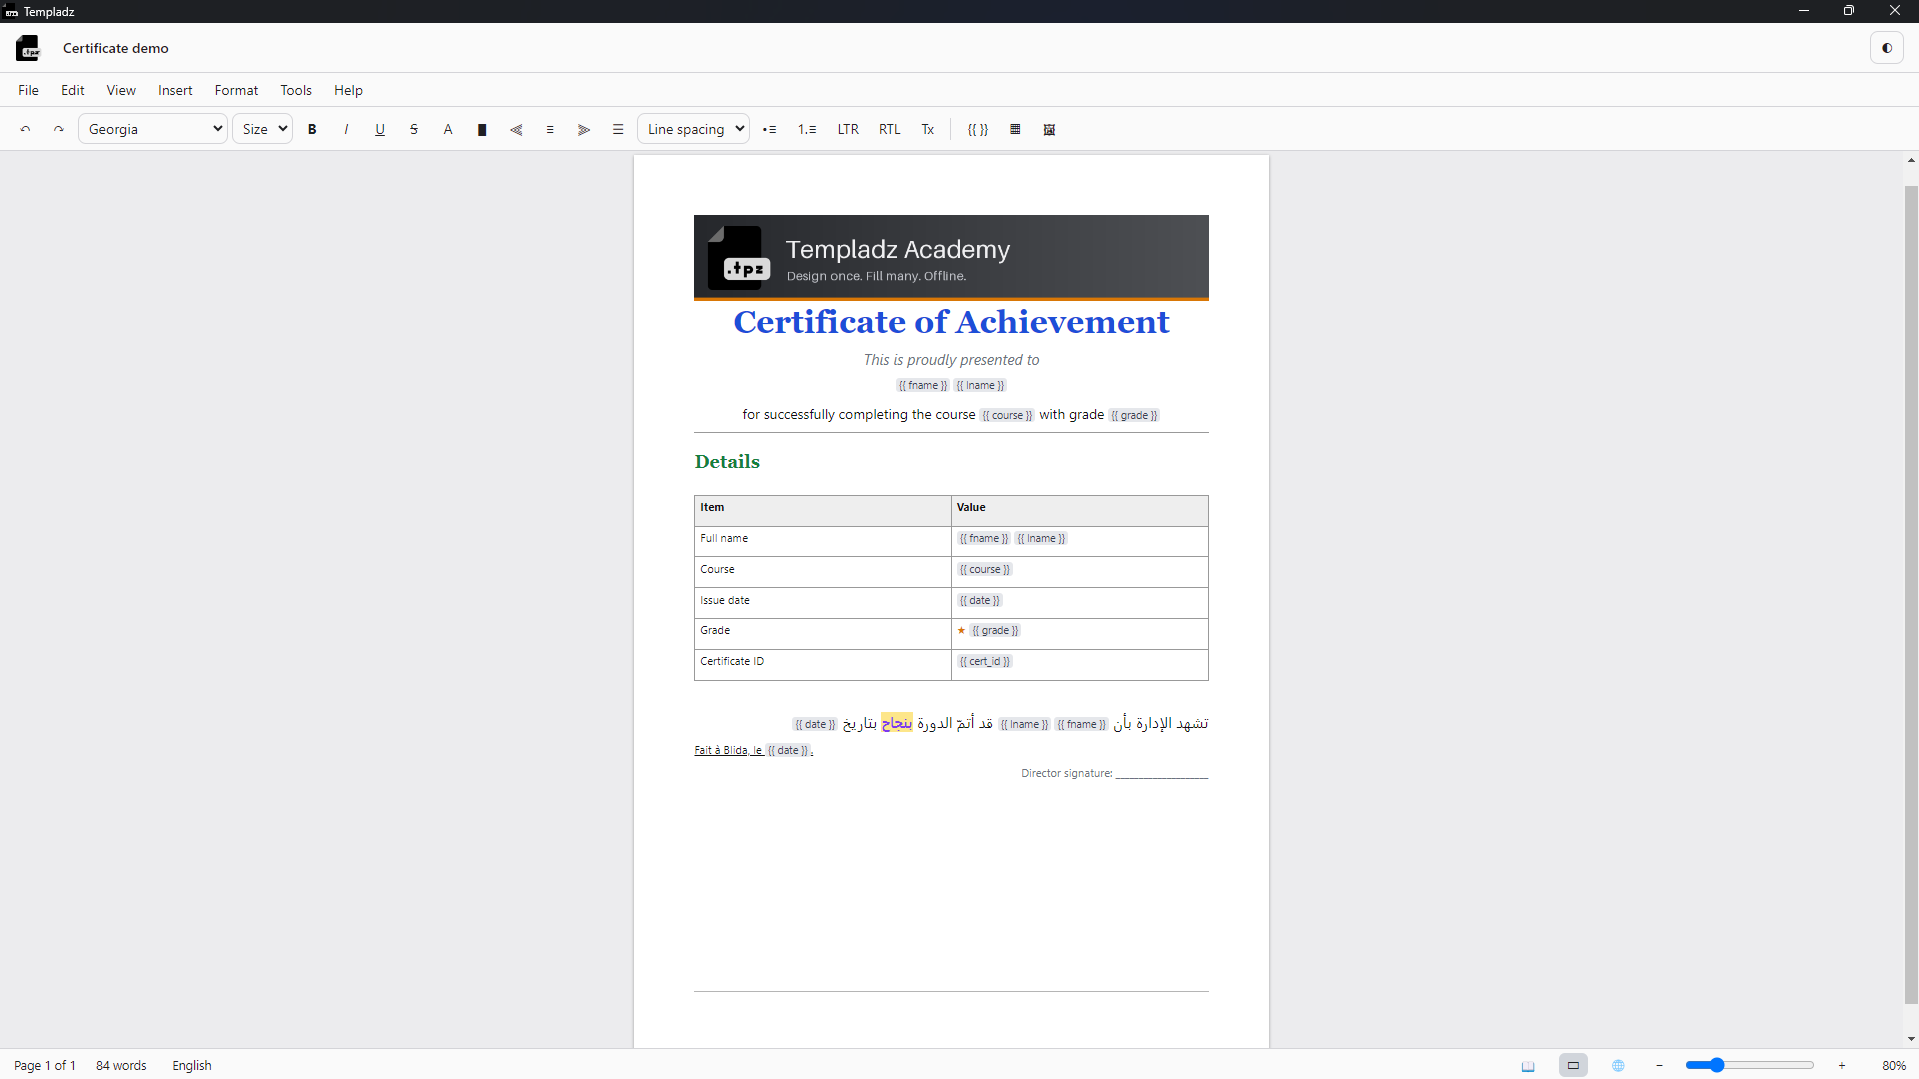 Templadz
Certificate demo
File Edit View Insert Format Tools Help
Georgia Size B I U S A Line spacing 1. LTR RTL Tx {{ }}
.tpz
Templadz Academy
Design once. Fill many. Offline.
Certificate of Achievement
This is proudly presented to
{{ fname }} {{ lname }}
for successfully completing the course {{ course }} with grade {{ grade }}
Details
Item Value
Full name {{ fname }} {{ lname }}
Course {{ course }}
Issue date {{ date }}
Grade ★ {{ grade }}
Certificate ID {{ cert_id }}
تشهد الإدارة بأن {{ fname }} {{ lname }} قد أتمّ الدورة بنجاح بتاريخ {{ date }}
Fait à Blida, le {{ date }} .
Director signature: ____________________
Page 1 of 1 84 words English 80%